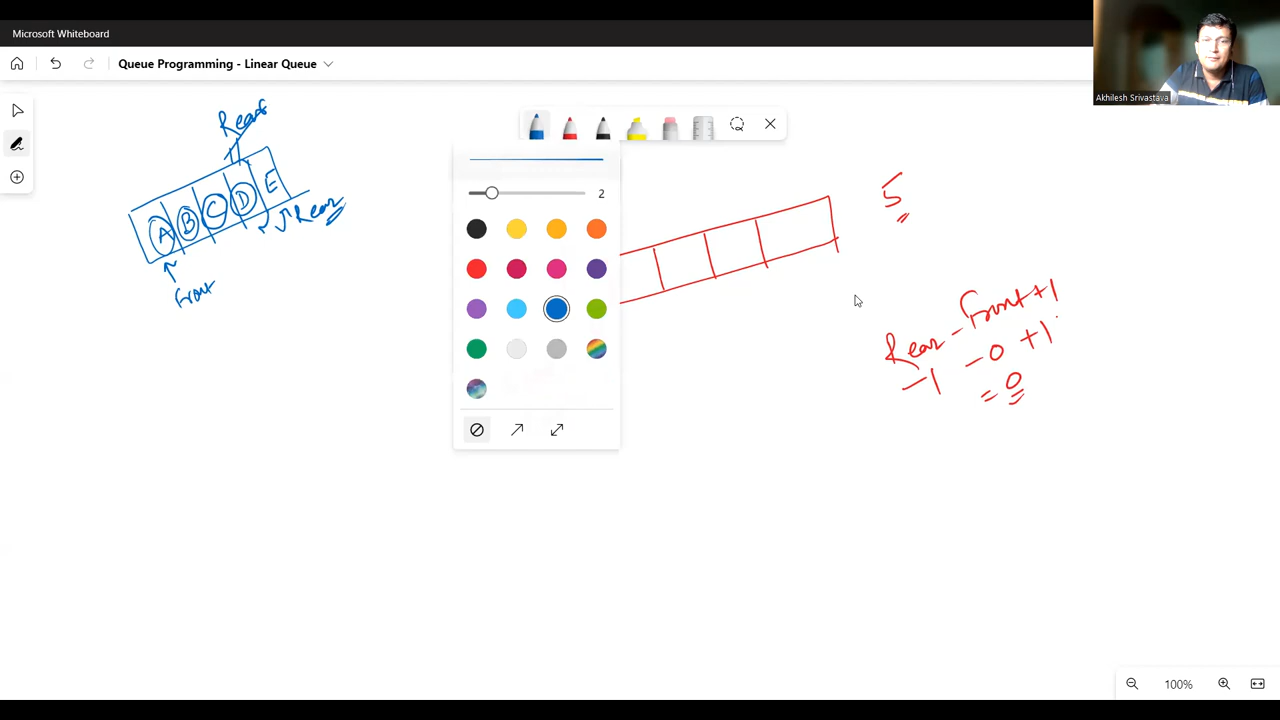 Microsoft Whiteboard
Queue Programming - Linear Queue
Akhilesh Srivastava
Rear
A B C D E
Rear
Front
2
5
Rear - Front + 1
-1 - 0 + 1
= 0
100%